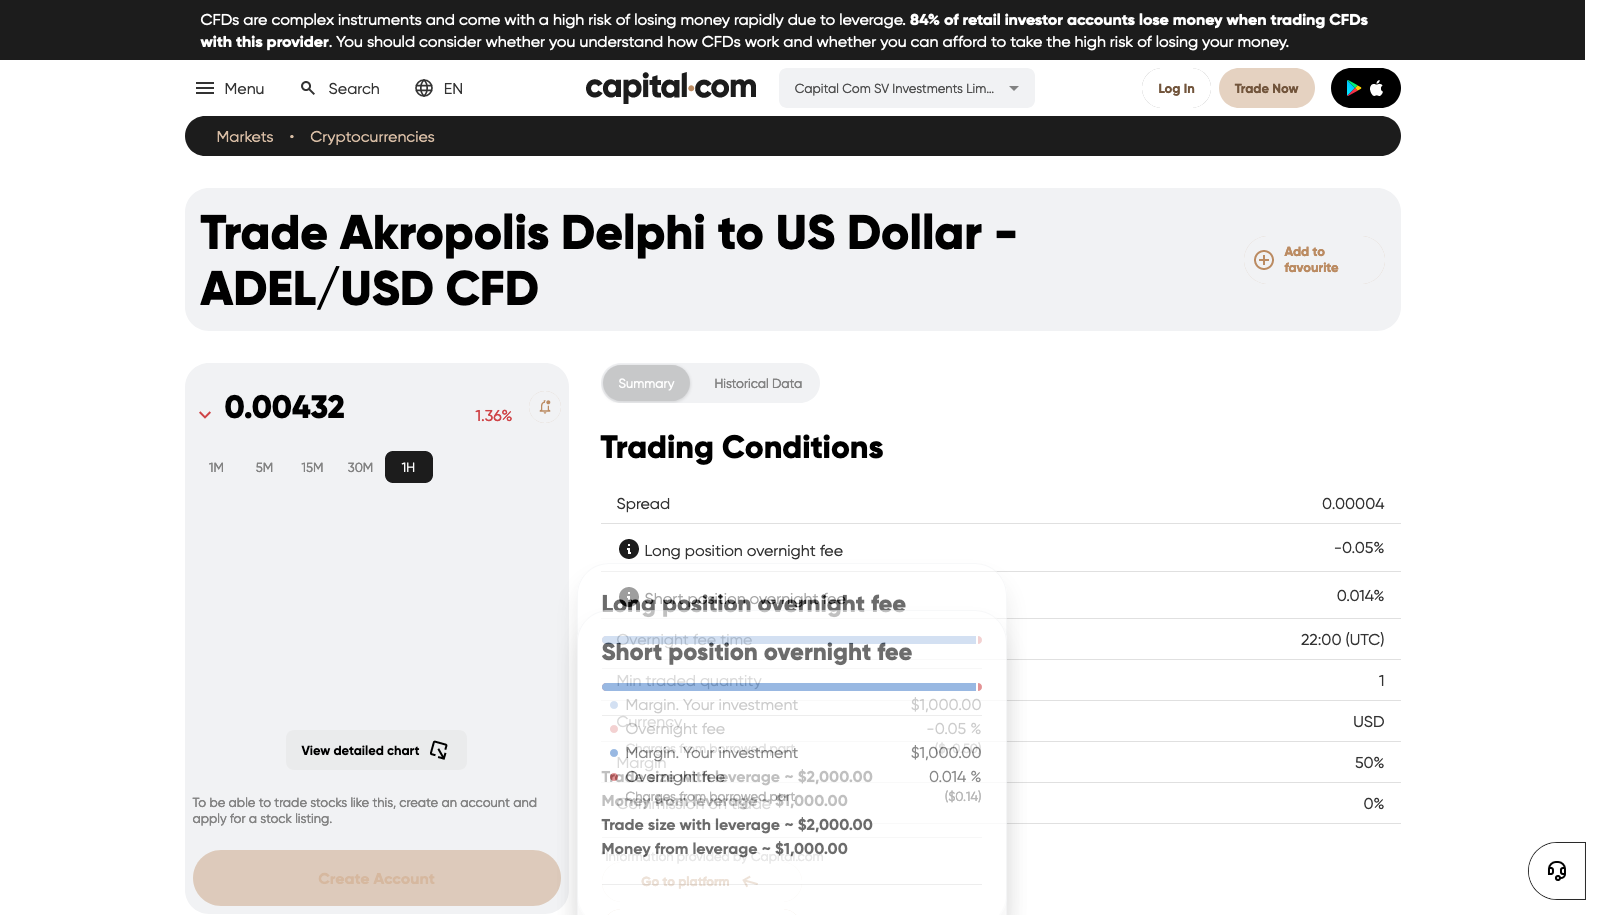 CFDs are complex instruments and come with a high risk of losing money rapidly due to leverage. 84% of retail investor accounts lose money when trading CFDs
with this provider. You should consider whether you understand how CFDs work and whether you can afford to take the high risk of losing your money.
Menu
Search
EN
capital.com
Capital Com SV Investments Lim...
Log In
Trade Now
Markets • Cryptocurrencies
Trade Akropolis Delphi to US Dollar -
ADEL/USD CFD
Add to
favourite
0.00432
1.36%
1M 5M 15M 30M 1H
View detailed chart
To be able to trade stocks like this, create an account and
apply for a stock listing.
Create Account
Summary
Historical Data
Trading Conditions
Spread 0.00004
Long position overnight fee -0.05%
Short position overnight fee 0.014%
Overnight fee time 22:00 (UTC)
Min traded quantity 1
Currency USD
Margin 50%
Commission on trade 0%
Information provided by Capital.com
Long position overnight fee
Margin. Your investment $1,000.00
Overnight fee -0.05 %
Charges from borrowed part
Trade size with leverage ~ $2,000.00
Money from leverage ~ $1,000.00
Go to platform
Short position overnight fee
Margin. Your investment $1,000.00
Overnight fee 0.014 %
Charges from borrowed part ($0.14)
Trade size with leverage ~ $2,000.00
Money from leverage ~ $1,000.00